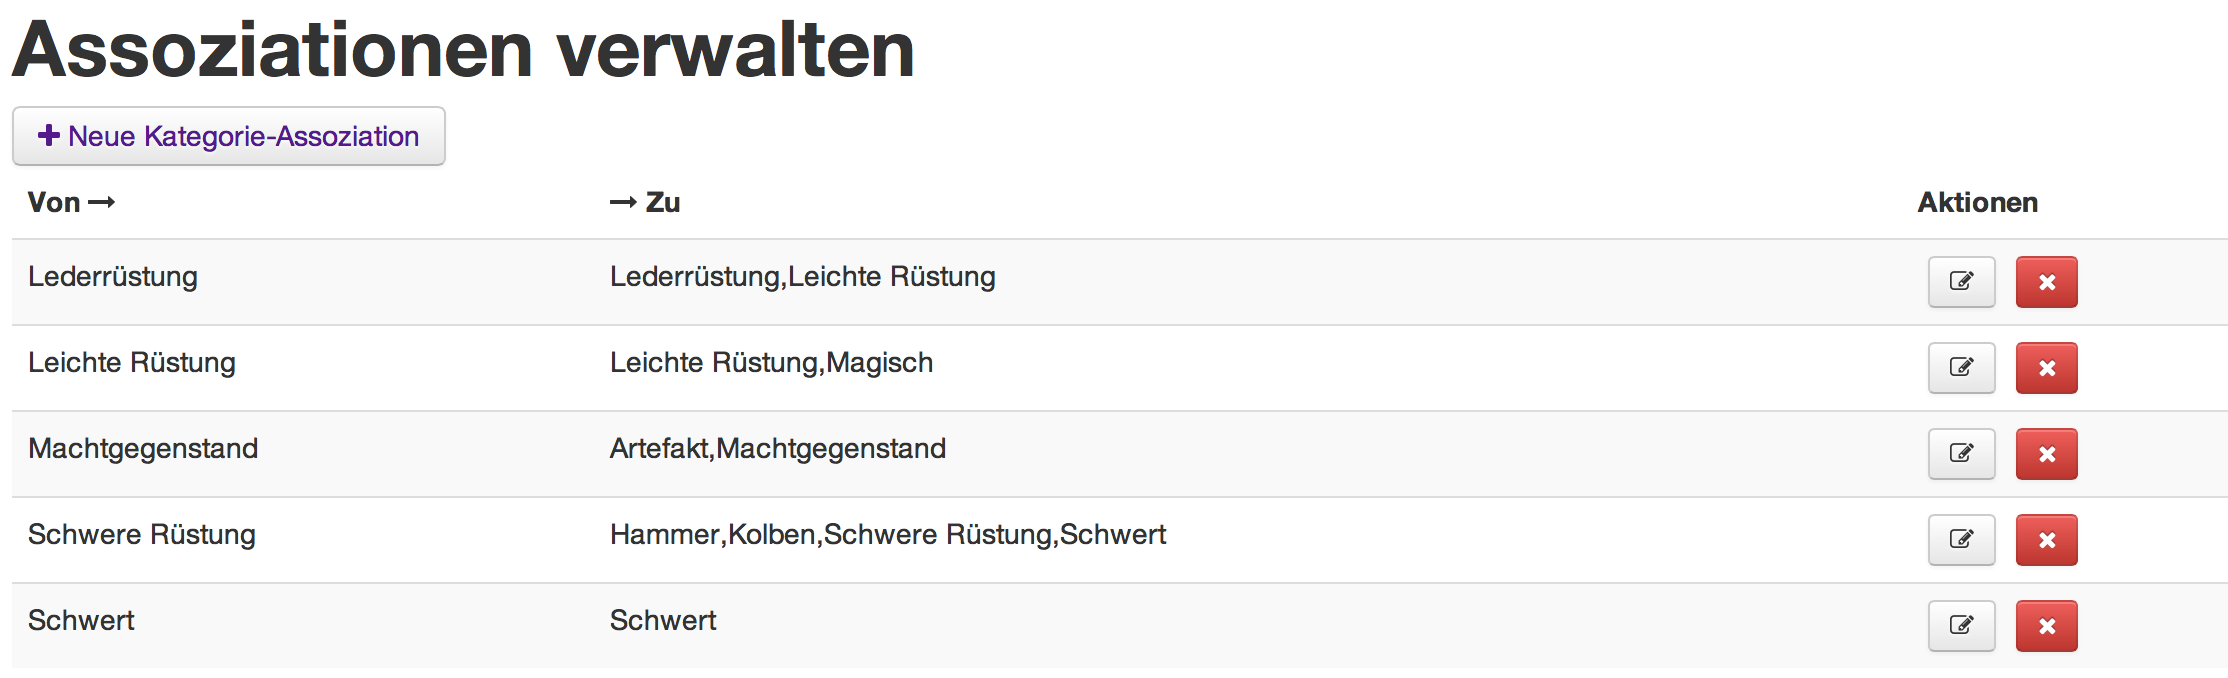 Assoziationen verwalten
Neue Kategorie-Assoziation
Von → → Zu Aktionen
Lederrüstung Lederrüstung,Leichte Rüstung
Leichte Rüstung Leichte Rüstung,Magisch
Machtgegenstand Artefakt,Machtgegenstand
Schwere Rüstung Hammer,Kolben,Schwere Rüstung,Schwert
Schwert Schwert